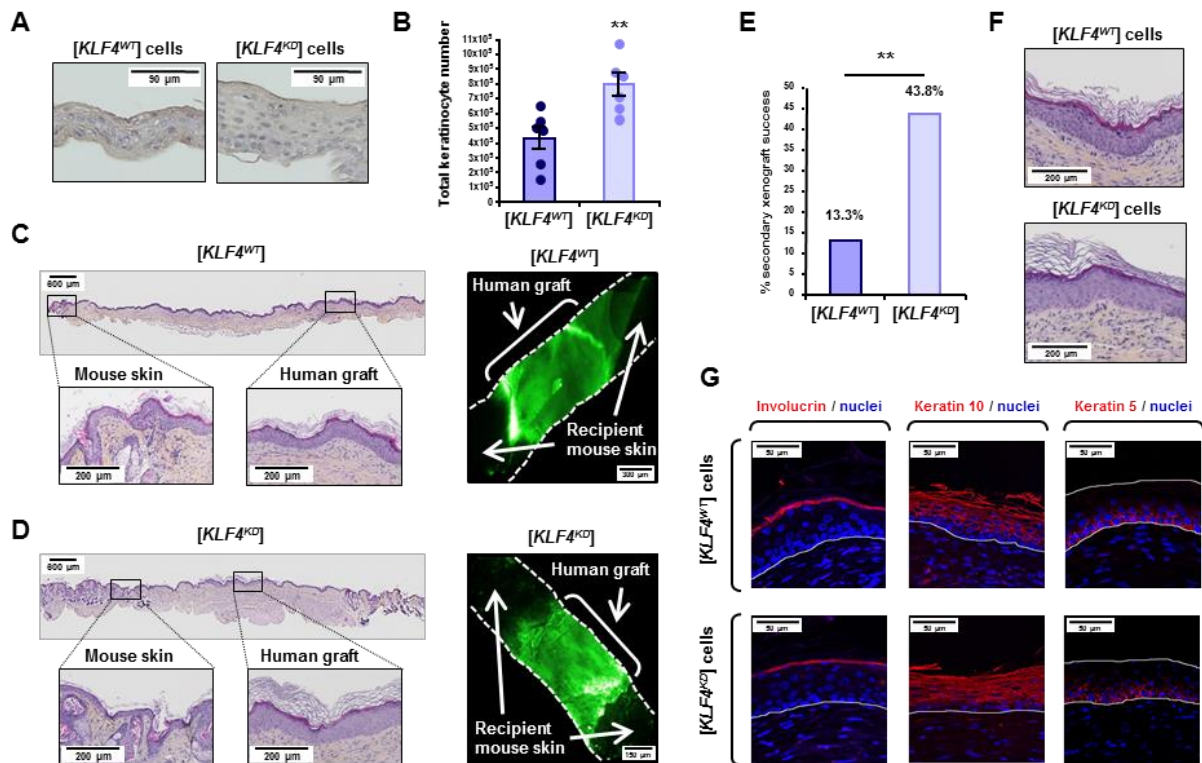 A
[KLF4WT] cells
[KLF4KD] cells
90 µm
90 µm
B
**
Total keratinocyte number
11x10⁵
10x10⁵
9x10⁵
8x10⁵
7x10⁵
6x10⁵
5x10⁵
4x10⁵
3x10⁵
2x10⁵
1x10⁵
0
[KLF4WT]
[KLF4KD]
C
[KLF4WT]
600 µm
Mouse skin
Human graft
200 µm
200 µm
[KLF4WT]
Human graft
Recipient
mouse skin
300 µm
D
[KLF4KD]
600 µm
Mouse skin
Human graft
200 µm
200 µm
[KLF4KD]
Human graft
Recipient
mouse skin
150 µm
E
**
% secondary xenograft success
50
45
40
35
30
25
20
15
10
5
0
13.3%
43.8%
[KLF4WT]
[KLF4KD]
F
[KLF4WT] cells
200 µm
[KLF4KD] cells
200 µm
G
Involucrin / nuclei
Keratin 10 / nuclei
Keratin 5 / nuclei
[KLF4WT] cells
50 µm
50 µm
50 µm
[KLF4KD] cells
50 µm
50 µm
50 µm